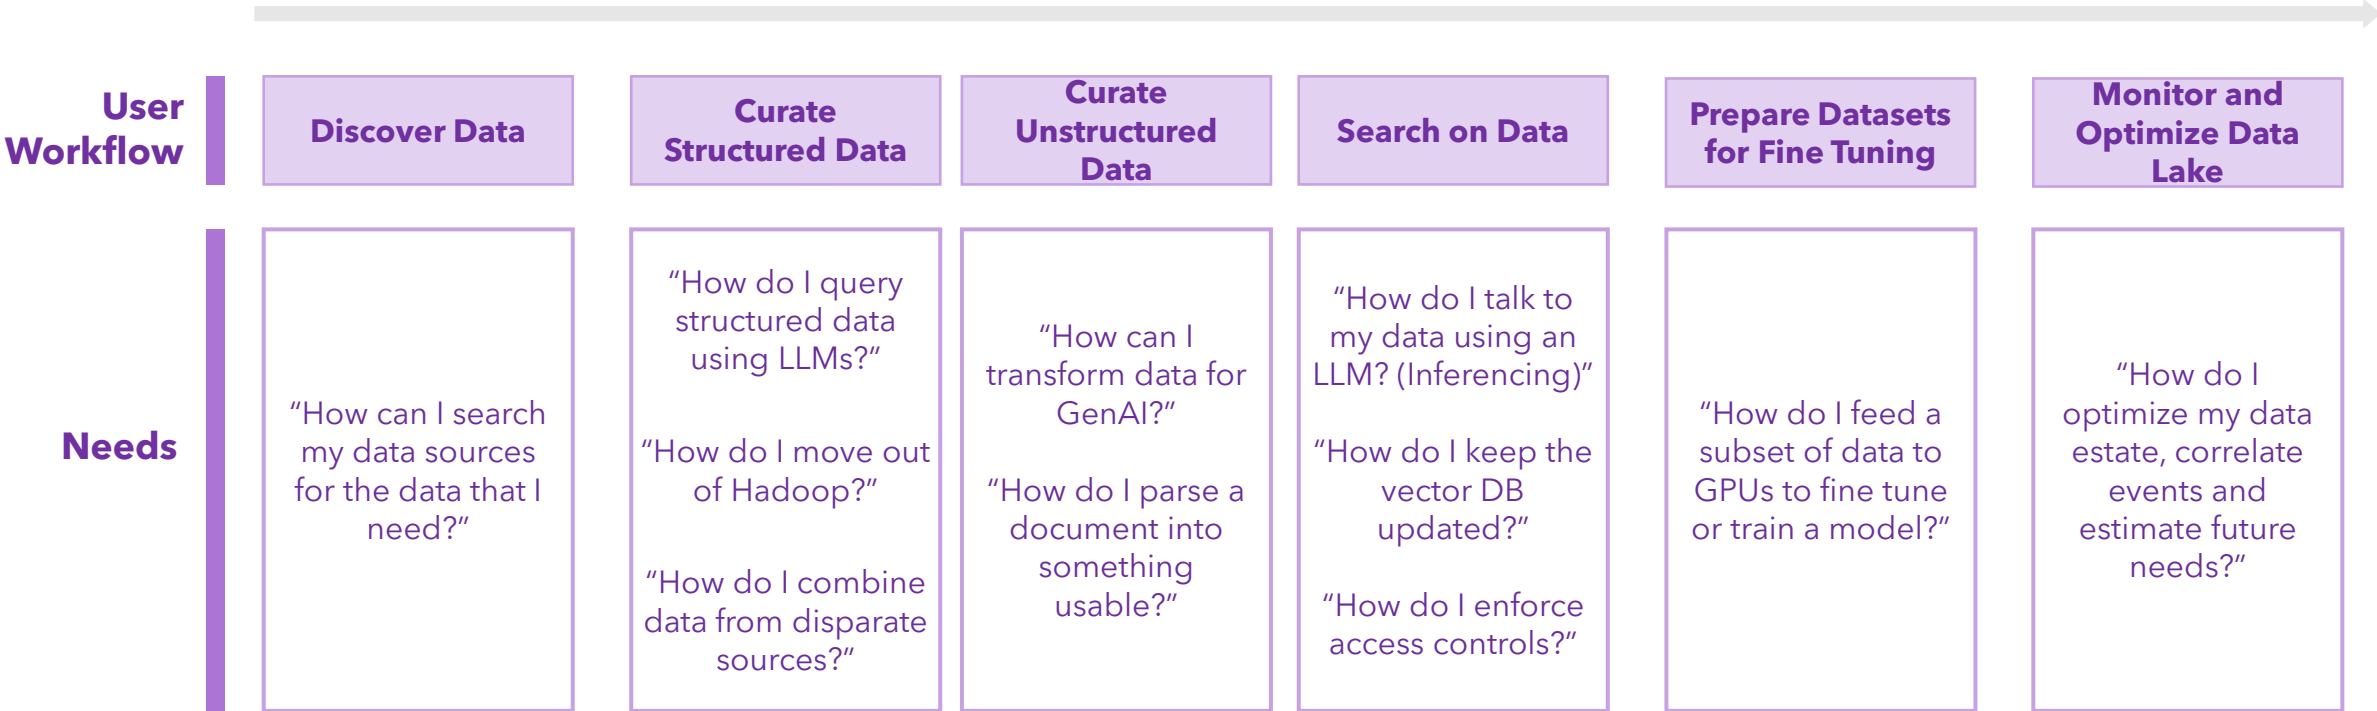 User
Workflow
Discover Data
Curate
Structured Data
Curate
Unstructured
Data
Search on Data
Prepare Datasets
for Fine Tuning
Monitor and
Optimize Data
Lake
Needs
“How can I search
my data sources
for the data that I
need?”
“How do I query
structured data
using LLMs?”
“How do I move out
of Hadoop?”
“How do I combine
data from disparate
sources?”
“How can I
transform data for
GenAI?”
“How do I parse a
document into
something
usable?”
“How do I talk to
my data using an
LLM? (Inferencing)”
“How do I keep the
vector DB
updated?”
“How do I enforce
access controls?”
“How do I feed a
subset of data to
GPUs to fine tune
or train a model?”
“How do I
optimize my data
estate, correlate
events and
estimate future
needs?”